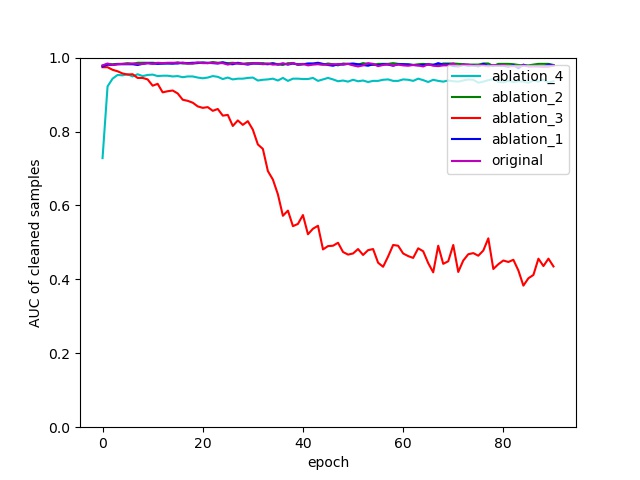 1.0
0.8
0.6
0.4
0.2
0.0
AUC of cleaned samples
0 20 40 60 80
epoch
ablation_4
ablation_2
ablation_3
ablation_1
original